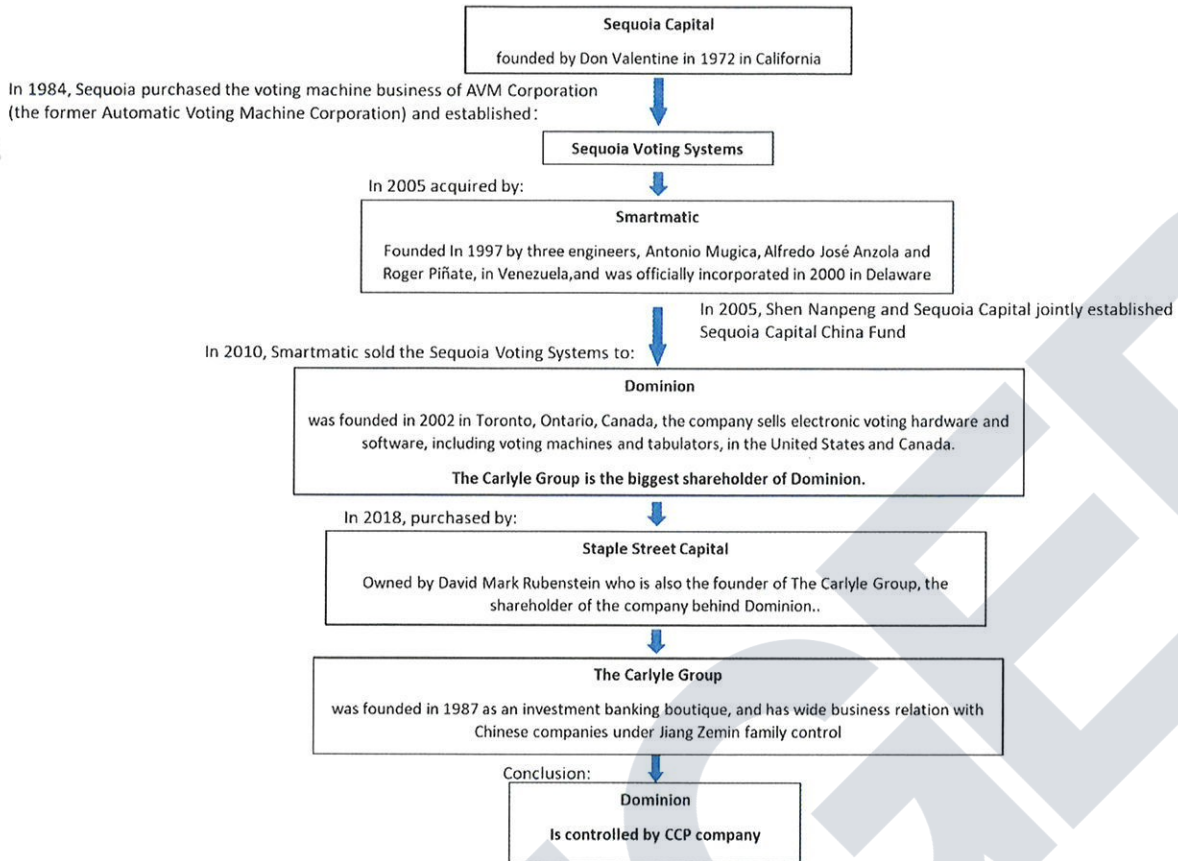 Sequoia Capital
founded by Don Valentine in 1972 in California
In 1984, Sequoia purchased the voting machine business of AVM Corporation
(the former Automatic Voting Machine Corporation) and established:
Sequoia Voting Systems
In 2005 acquired by:
Smartmatic
Founded In 1997 by three engineers, Antonio Mugica, Alfredo José Anzola and
Roger Piñate, in Venezuela,and was officially incorporated in 2000 in Delaware
In 2005, Shen Nanpeng and Sequoia Capital jointly established
Sequoia Capital China Fund
In 2010, Smartmatic sold the Sequoia Voting Systems to:
Dominion
was founded in 2002 in Toronto, Ontario, Canada, the company sells electronic voting hardware and
software, including voting machines and tabulators, in the United States and Canada.
The Carlyle Group is the biggest shareholder of Dominion.
In 2018, purchased by:
Staple Street Capital
Owned by David Mark Rubenstein who is also the founder of The Carlyle Group, the
shareholder of the company behind Dominion..
The Carlyle Group
was founded in 1987 as an investment banking boutique, and has wide business relation with
Chinese companies under Jiang Zemin family control
Conclusion:
Dominion
Is controlled by CCP company